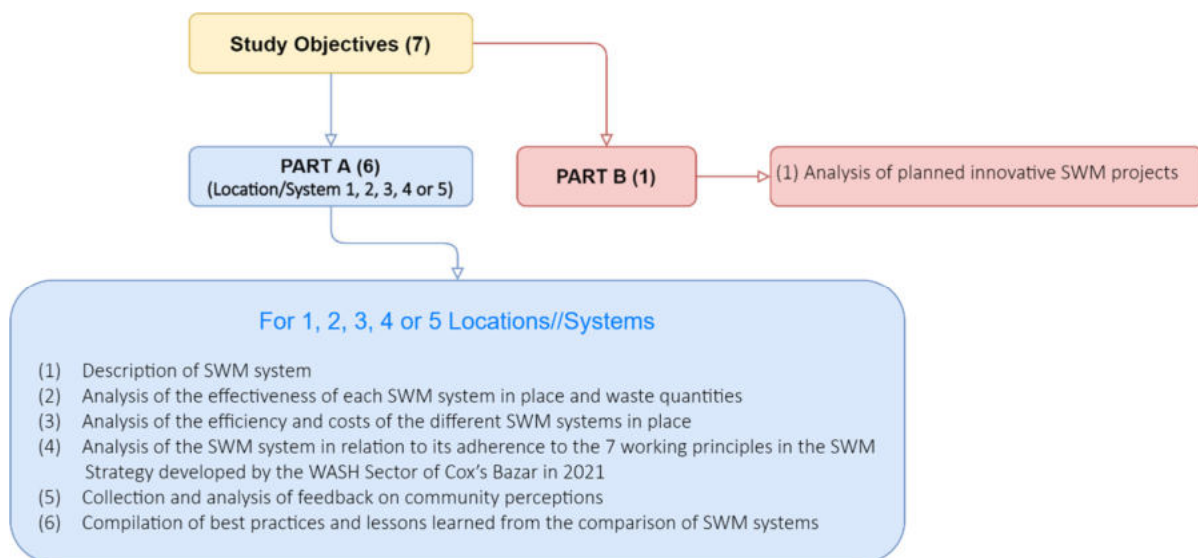 Study Objectives (7)
PART A (6)
(Location/System 1, 2, 3, 4 or 5)
PART B (1)
(1) Analysis of planned innovative SWM projects
For 1, 2, 3, 4 or 5 Locations//Systems
(1) Description of SWM system
(2) Analysis of the effectiveness of each SWM system in place and waste quantities
(3) Analysis of the efficiency and costs of the different SWM systems in place
(4) Analysis of the SWM system in relation to its adherence to the 7 working principles in the SWM
Strategy developed by the WASH Sector of Cox's Bazar in 2021
(5) Collection and analysis of feedback on community perceptions
(6) Compilation of best practices and lessons learned from the comparison of SWM systems